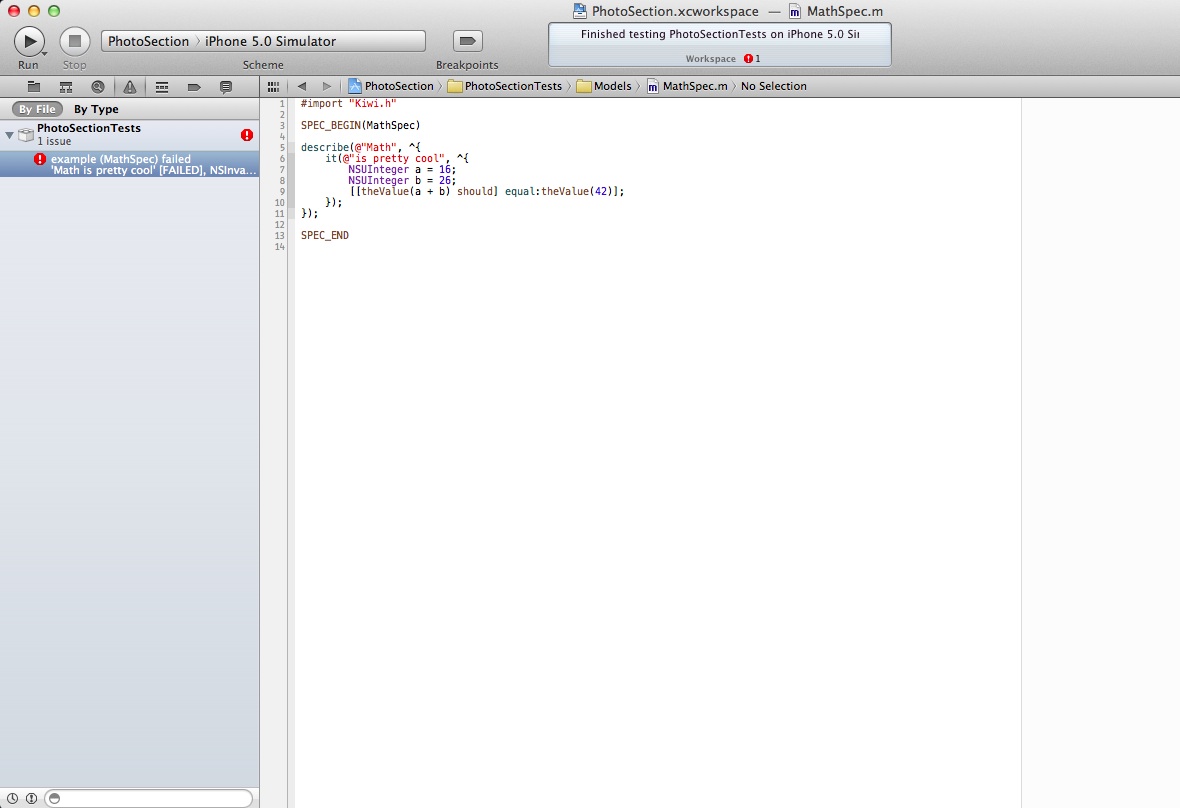 PhotoSection.xcworkspace — MathSpec.m
PhotoSection 〉 iPhone 5.0 Simulator
Finished testing PhotoSectionTests on iPhone 5.0 Si
Workspace 1
Run Stop Scheme Breakpoints
PhotoSection 〉 PhotoSectionTests 〉 Models 〉 MathSpec.m 〉 No Selection
By File By Type
PhotoSectionTests
1 issue
example (MathSpec) failed
'Math is pretty cool' [FAILED], NSInva...
1 #import "Kiwi.h"
2
3 SPEC_BEGIN(MathSpec)
4
5 describe(@"Math", ^{
6 it(@"is pretty cool", ^{
7 NSUInteger a = 16;
8 NSUInteger b = 26;
9 [[theValue(a + b) should] equal:theValue(42)];
10 });
11 });
12
13 SPEC_END
14